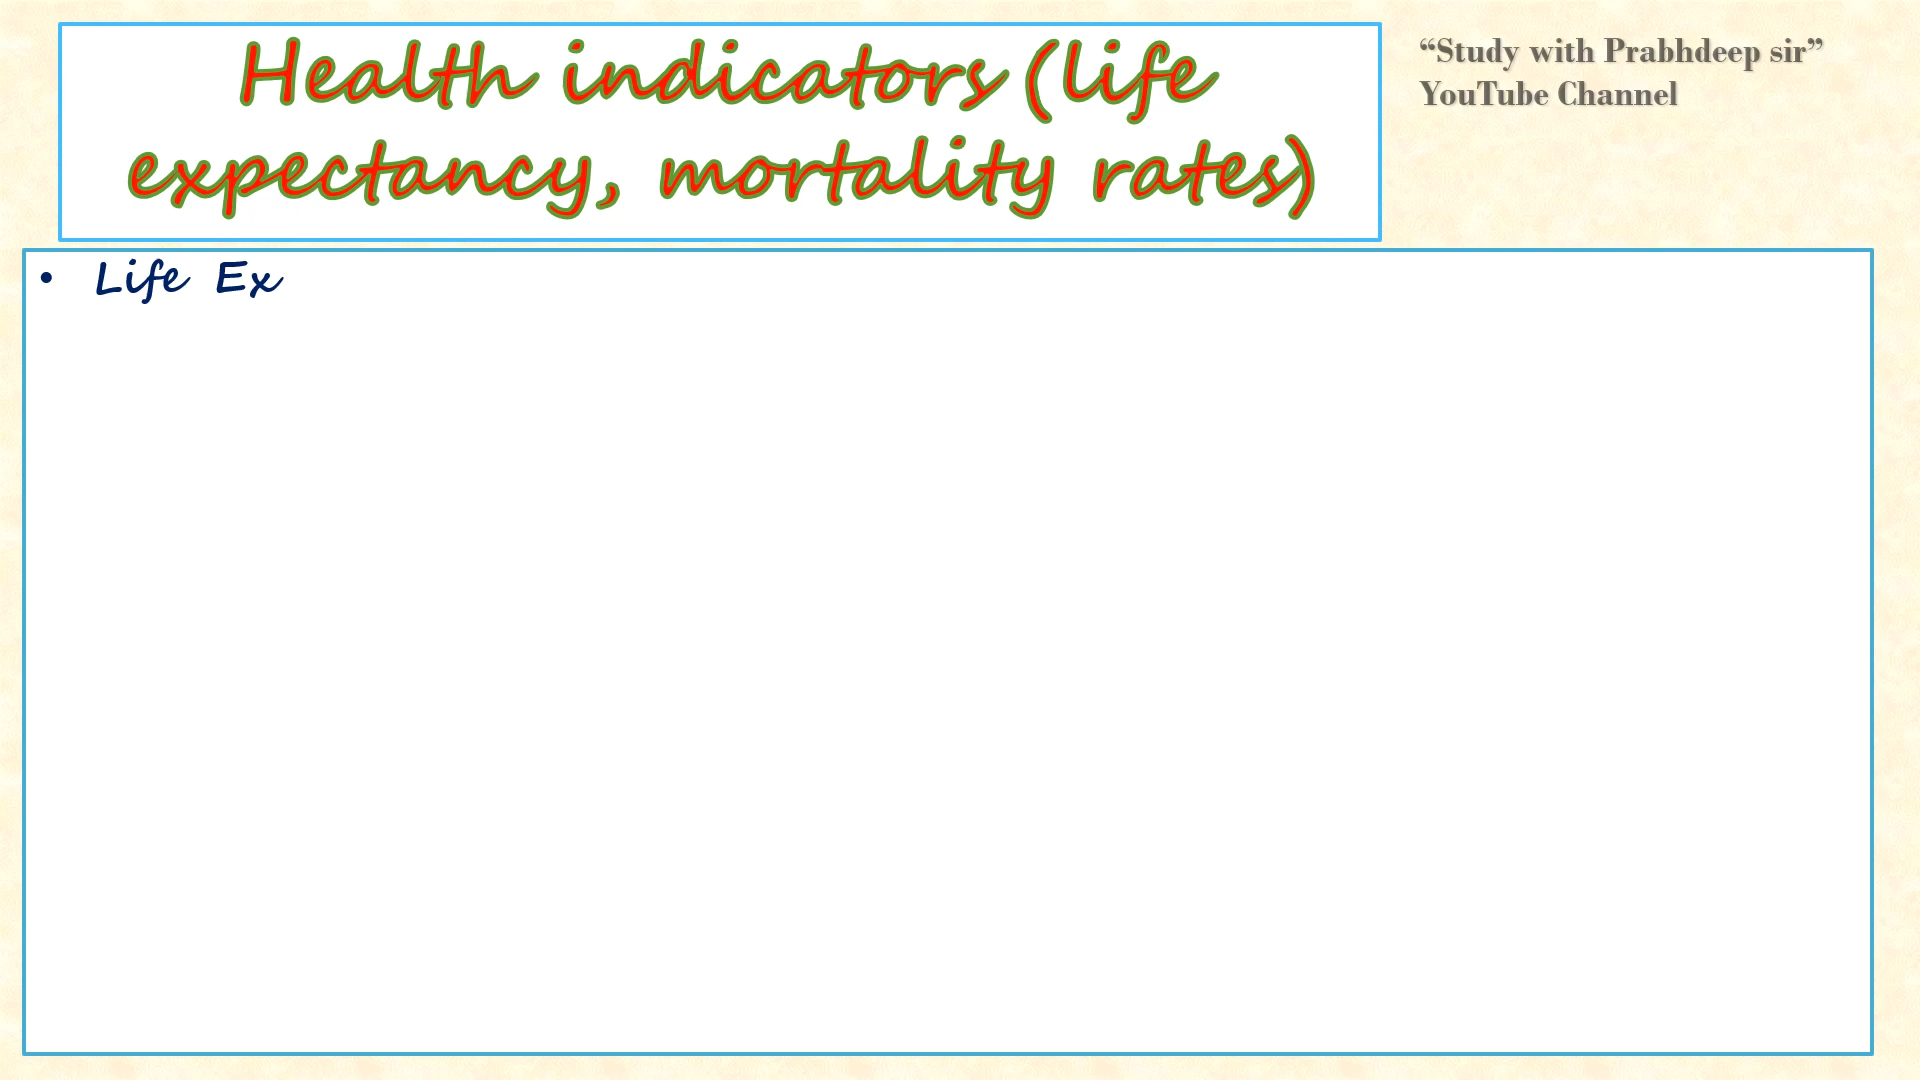 Health indicators (life
expectancy, mortality rates)
“Study with Prabhdeep sir”
YouTube Channel
• Life Ex